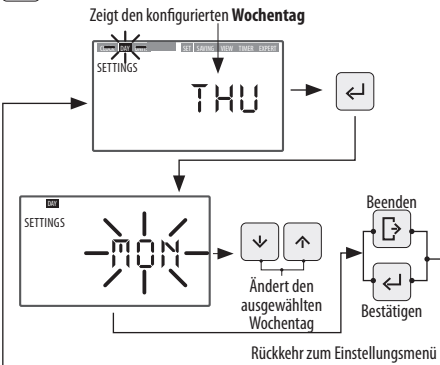 Zeigt den konfigurierten Wochentag
DAY SET SAVING VIEW TIMER EXPERT
SETTINGS
THU
DAY
SETTINGS
MON
Beenden
Ändert den
ausgewählten
Wochentag
Bestätigen
Rückkehr zum Einstellungsmenü